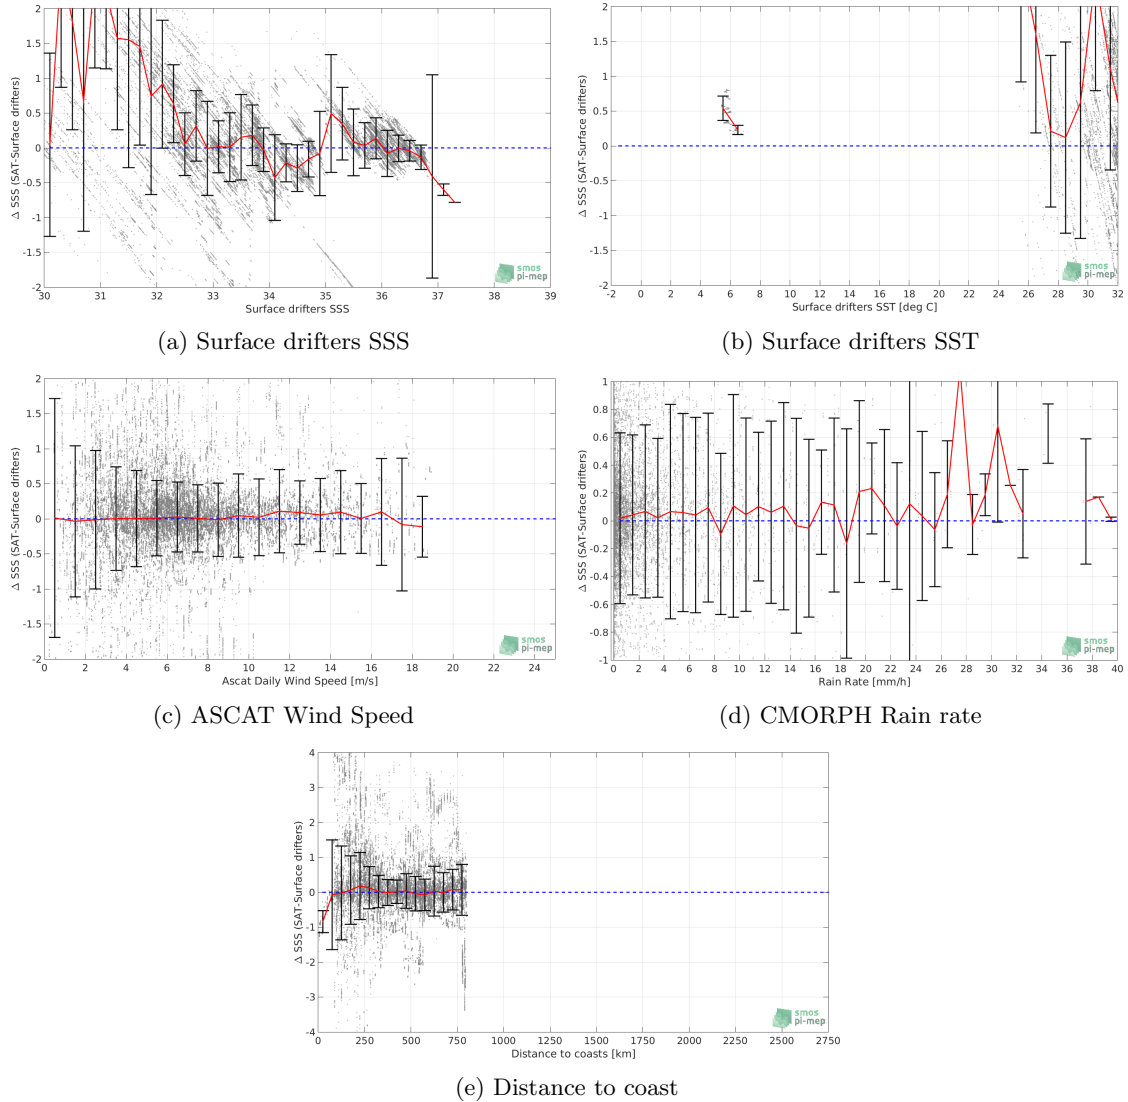 Δ SSS (SAT-Surface drifters)
2
1.5
1
0.5
0
-0.5
-1
-1.5
-2
30 31 32 33 34 35 36 37 38 39
Surface drifters SSS
smos
pi-mep
(a) Surface drifters SSS
Δ SSS (SAT-Surface drifters)
2
1.5
1
0.5
0
-0.5
-1
-1.5
-2
-2 0 2 4 6 8 10 12 14 16 18 20 22 24 26 28 30 32
Surface drifters SST [deg C]
smos
pi-mep
(b) Surface drifters SST
Δ SSS (SAT-Surface drifters)
2
1.5
1
0.5
0
-0.5
-1
-1.5
-2
0 2 4 6 8 10 12 14 16 18 20 22 24
Ascat Daily Wind Speed [m/s]
smos
pi-mep
(c) ASCAT Wind Speed
Δ SSS (SAT-Surface drifters)
1
0.8
0.6
0.4
0.2
0
-0.2
-0.4
-0.6
-0.8
-1
0 2 4 6 8 10 12 14 16 18 20 22 24 26 28 30 32 34 36 38 40
Rain Rate [mm/h]
smos
pi-mep
(d) CMORPH Rain rate
Δ SSS (SAT-Surface drifters)
4
3
2
1
0
-1
-2
-3
-4
0 250 500 750 1000 1250 1500 1750 2000 2250 2500 2750
Distance to coasts [km]
smos
pi-mep
(e) Distance to coast